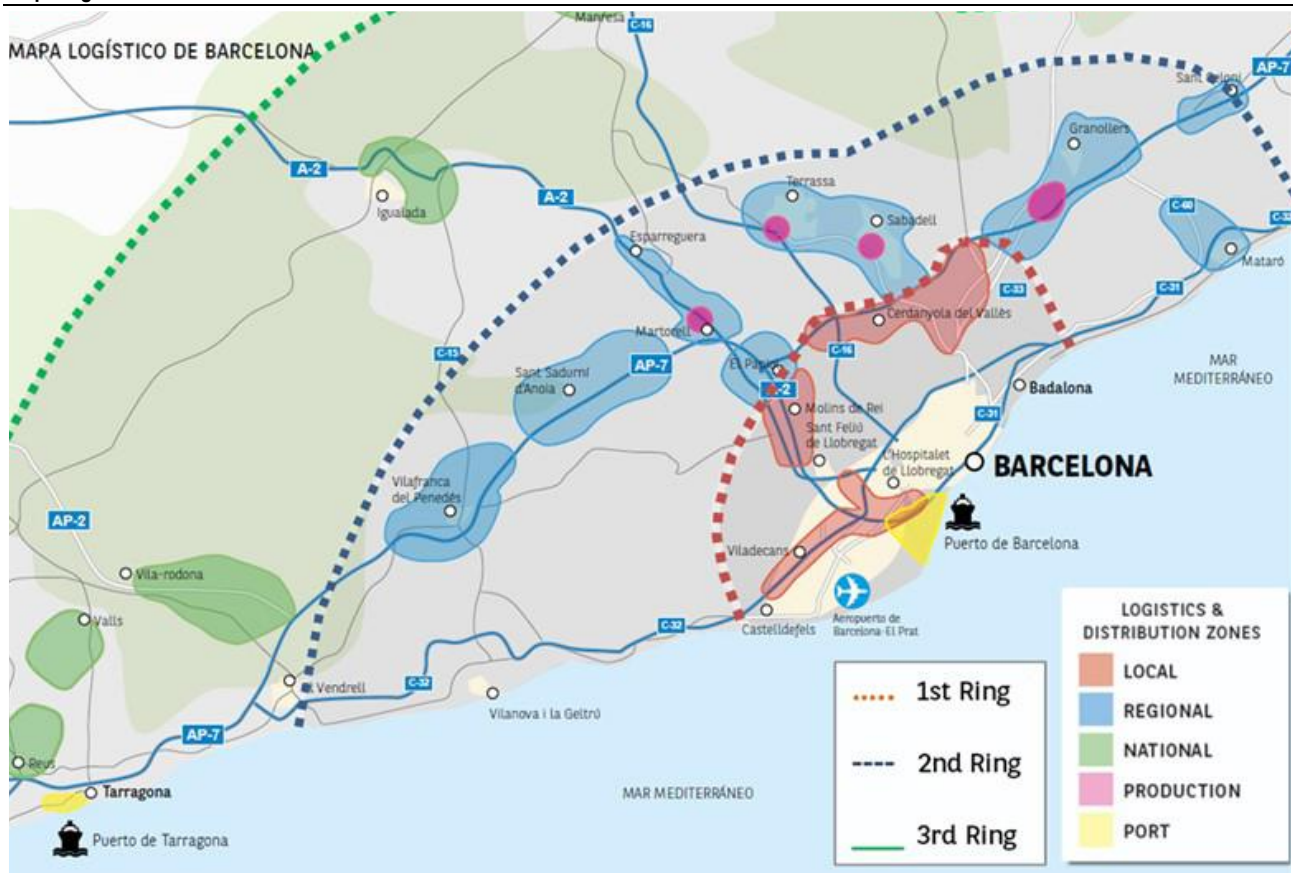 MAPA LOGÍSTICO DE BARCELONA
Manresa
C-16
AP-7
Sant Celoni
Granollers
A-2
A-2
Igualada
Terrassa
Sabadell
C-60
C-32
Esparreguera
Mataró
C-33
C-31
Martorell
Cerdanyola del Vallès
C-15
AP-7
C-16
Sant Sadurní
d'Anoia
El Papiol
A-2
MAR
MEDITERRÁNEO
Badalona
Molins de Rei
C-31
Sant Feliú
de Llobregat
L'Hospitalet
de Llobregat
BARCELONA
Vilafranca
del Penedès
AP-2
Puerto de Barcelona
Viladecans
Vila-rodona
Valls
Castelldefels
Aeropuerto de
Barcelona-El Prat
C-32
C-32
El Vendrell
Vilanova i la Geltrú
AP-7
Reus
Tarragona
MAR MEDITERRÁNEO
Puerto de Tarragona
1st Ring
2nd Ring
3rd Ring
LOGISTICS &
DISTRIBUTION ZONES
LOCAL
REGIONAL
NATIONAL
PRODUCTION
PORT